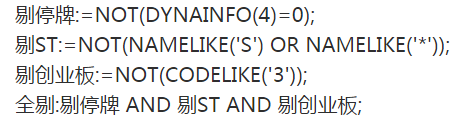 剔停牌:=NOT(DYNAINFO(4)=0);
剔ST:=NOT(NAMELIKE('S') OR NAMELIKE('*'));
剔创业板:=NOT(CODELIKE('3'));
全剔:剔停牌 AND 剔ST AND 剔创业板;